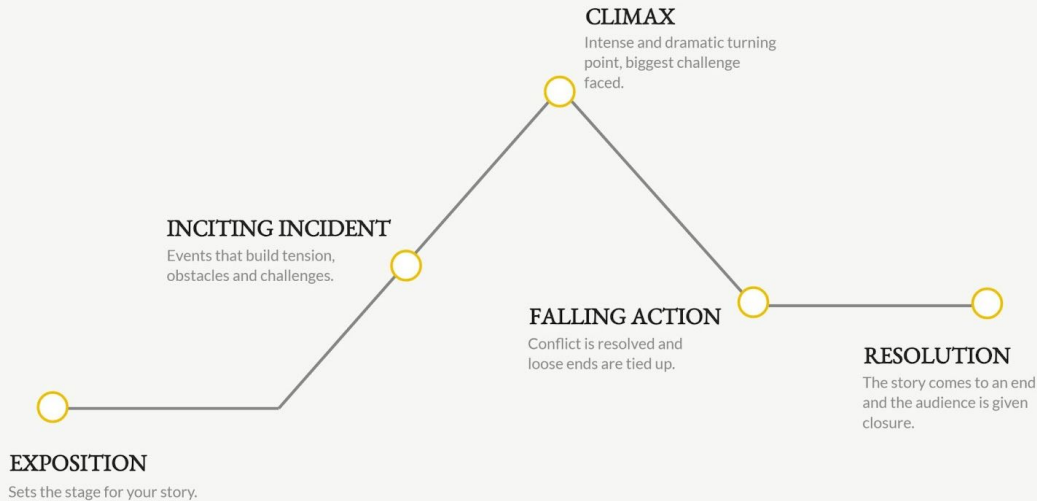 CLIMAX
Intense and dramatic turning
point, biggest challenge
faced.
INCITING INCIDENT
Events that build tension,
obstacles and challenges.
FALLING ACTION
Conflict is resolved and
loose ends are tied up.
RESOLUTION
The story comes to an end
and the audience is given
closure.
EXPOSITION
Sets the stage for your story.